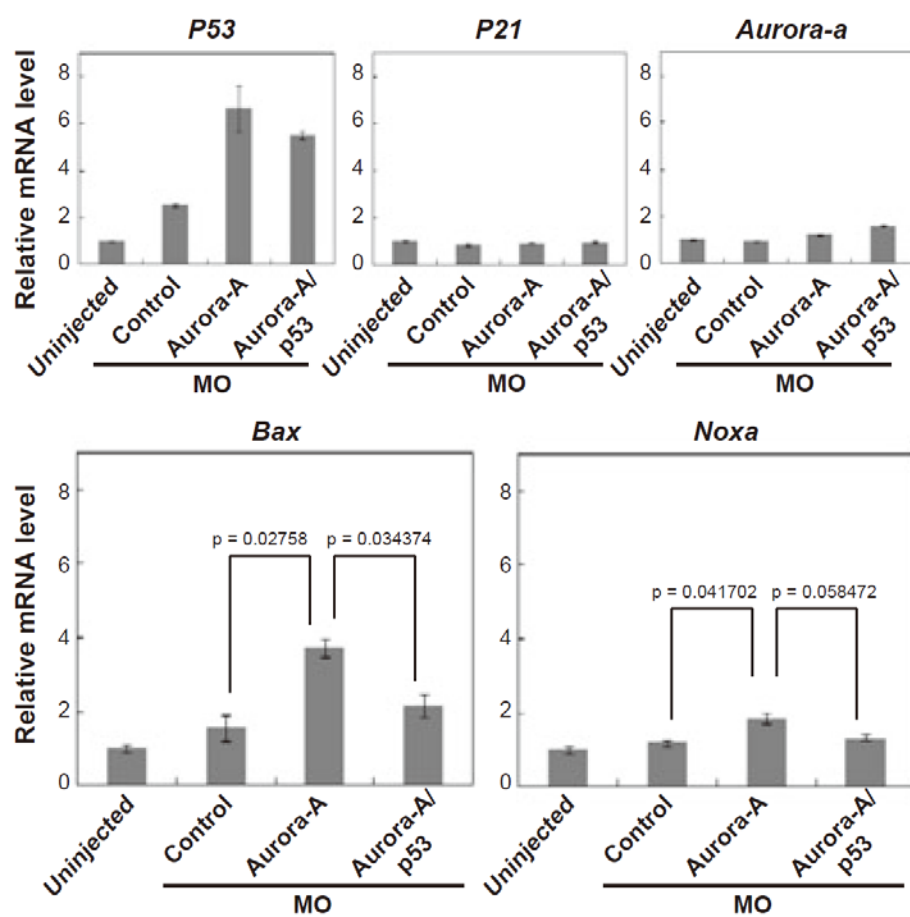 P53
P21
Aurora-a
Relative mRNA level
8
6
4
2
0
8
6
4
2
0
8
6
4
2
0
Uninjected
Control
Aurora-A
Aurora-A/
p53
Uninjected
Control
Aurora-A
Aurora-A/
p53
Uninjected
Control
Aurora-A
Aurora-A/
p53
MO
MO
MO
Bax
Noxa
Relative mRNA level
8
6
4
2
0
p = 0.02758
p = 0.034374
8
6
4
2
0
p = 0.041702
p = 0.058472
Uninjected
Control
Aurora-A
Aurora-A/
p53
Uninjected
Control
Aurora-A
Aurora-A/
p53
MO
MO